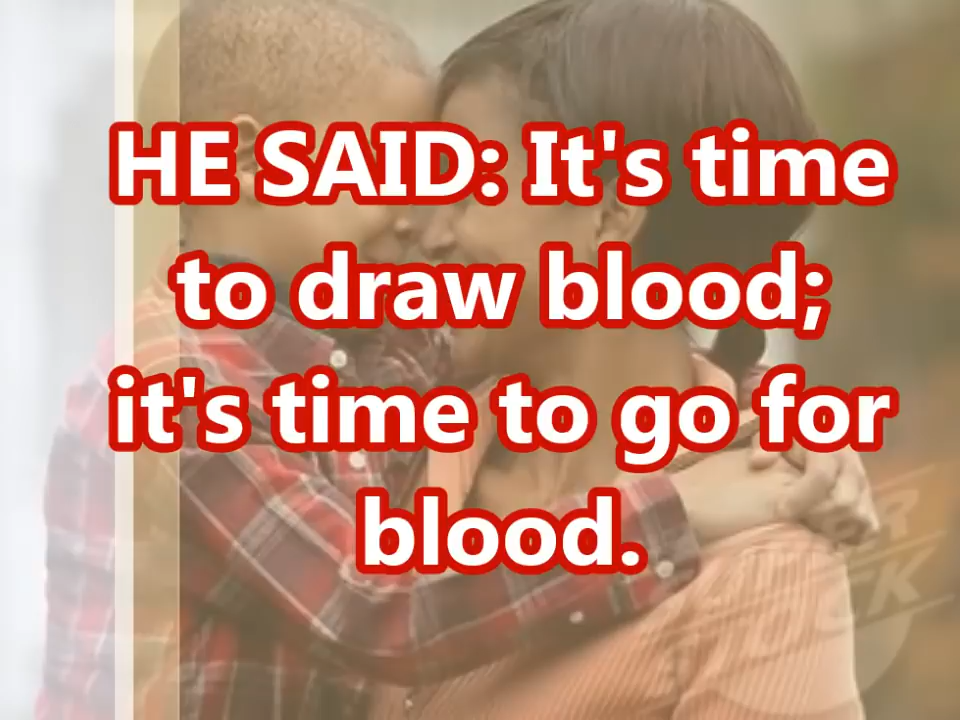 HE SAID: It's time
to draw blood;
it's time to go for
blood.